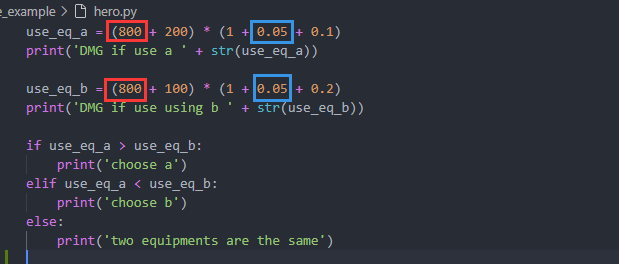 e_example > hero.py
use_eq_a = (800 + 200) * (1 + 0.05 + 0.1)
print('DMG if use a ' + str(use_eq_a))
use_eq_b = (800 + 100) * (1 + 0.05 + 0.2)
print('DMG if use using b ' + str(use_eq_b))
if use_eq_a > use_eq_b:
    print('choose a')
elif use_eq_a < use_eq_b:
    print('choose b')
else:
    print('two equipments are the same')